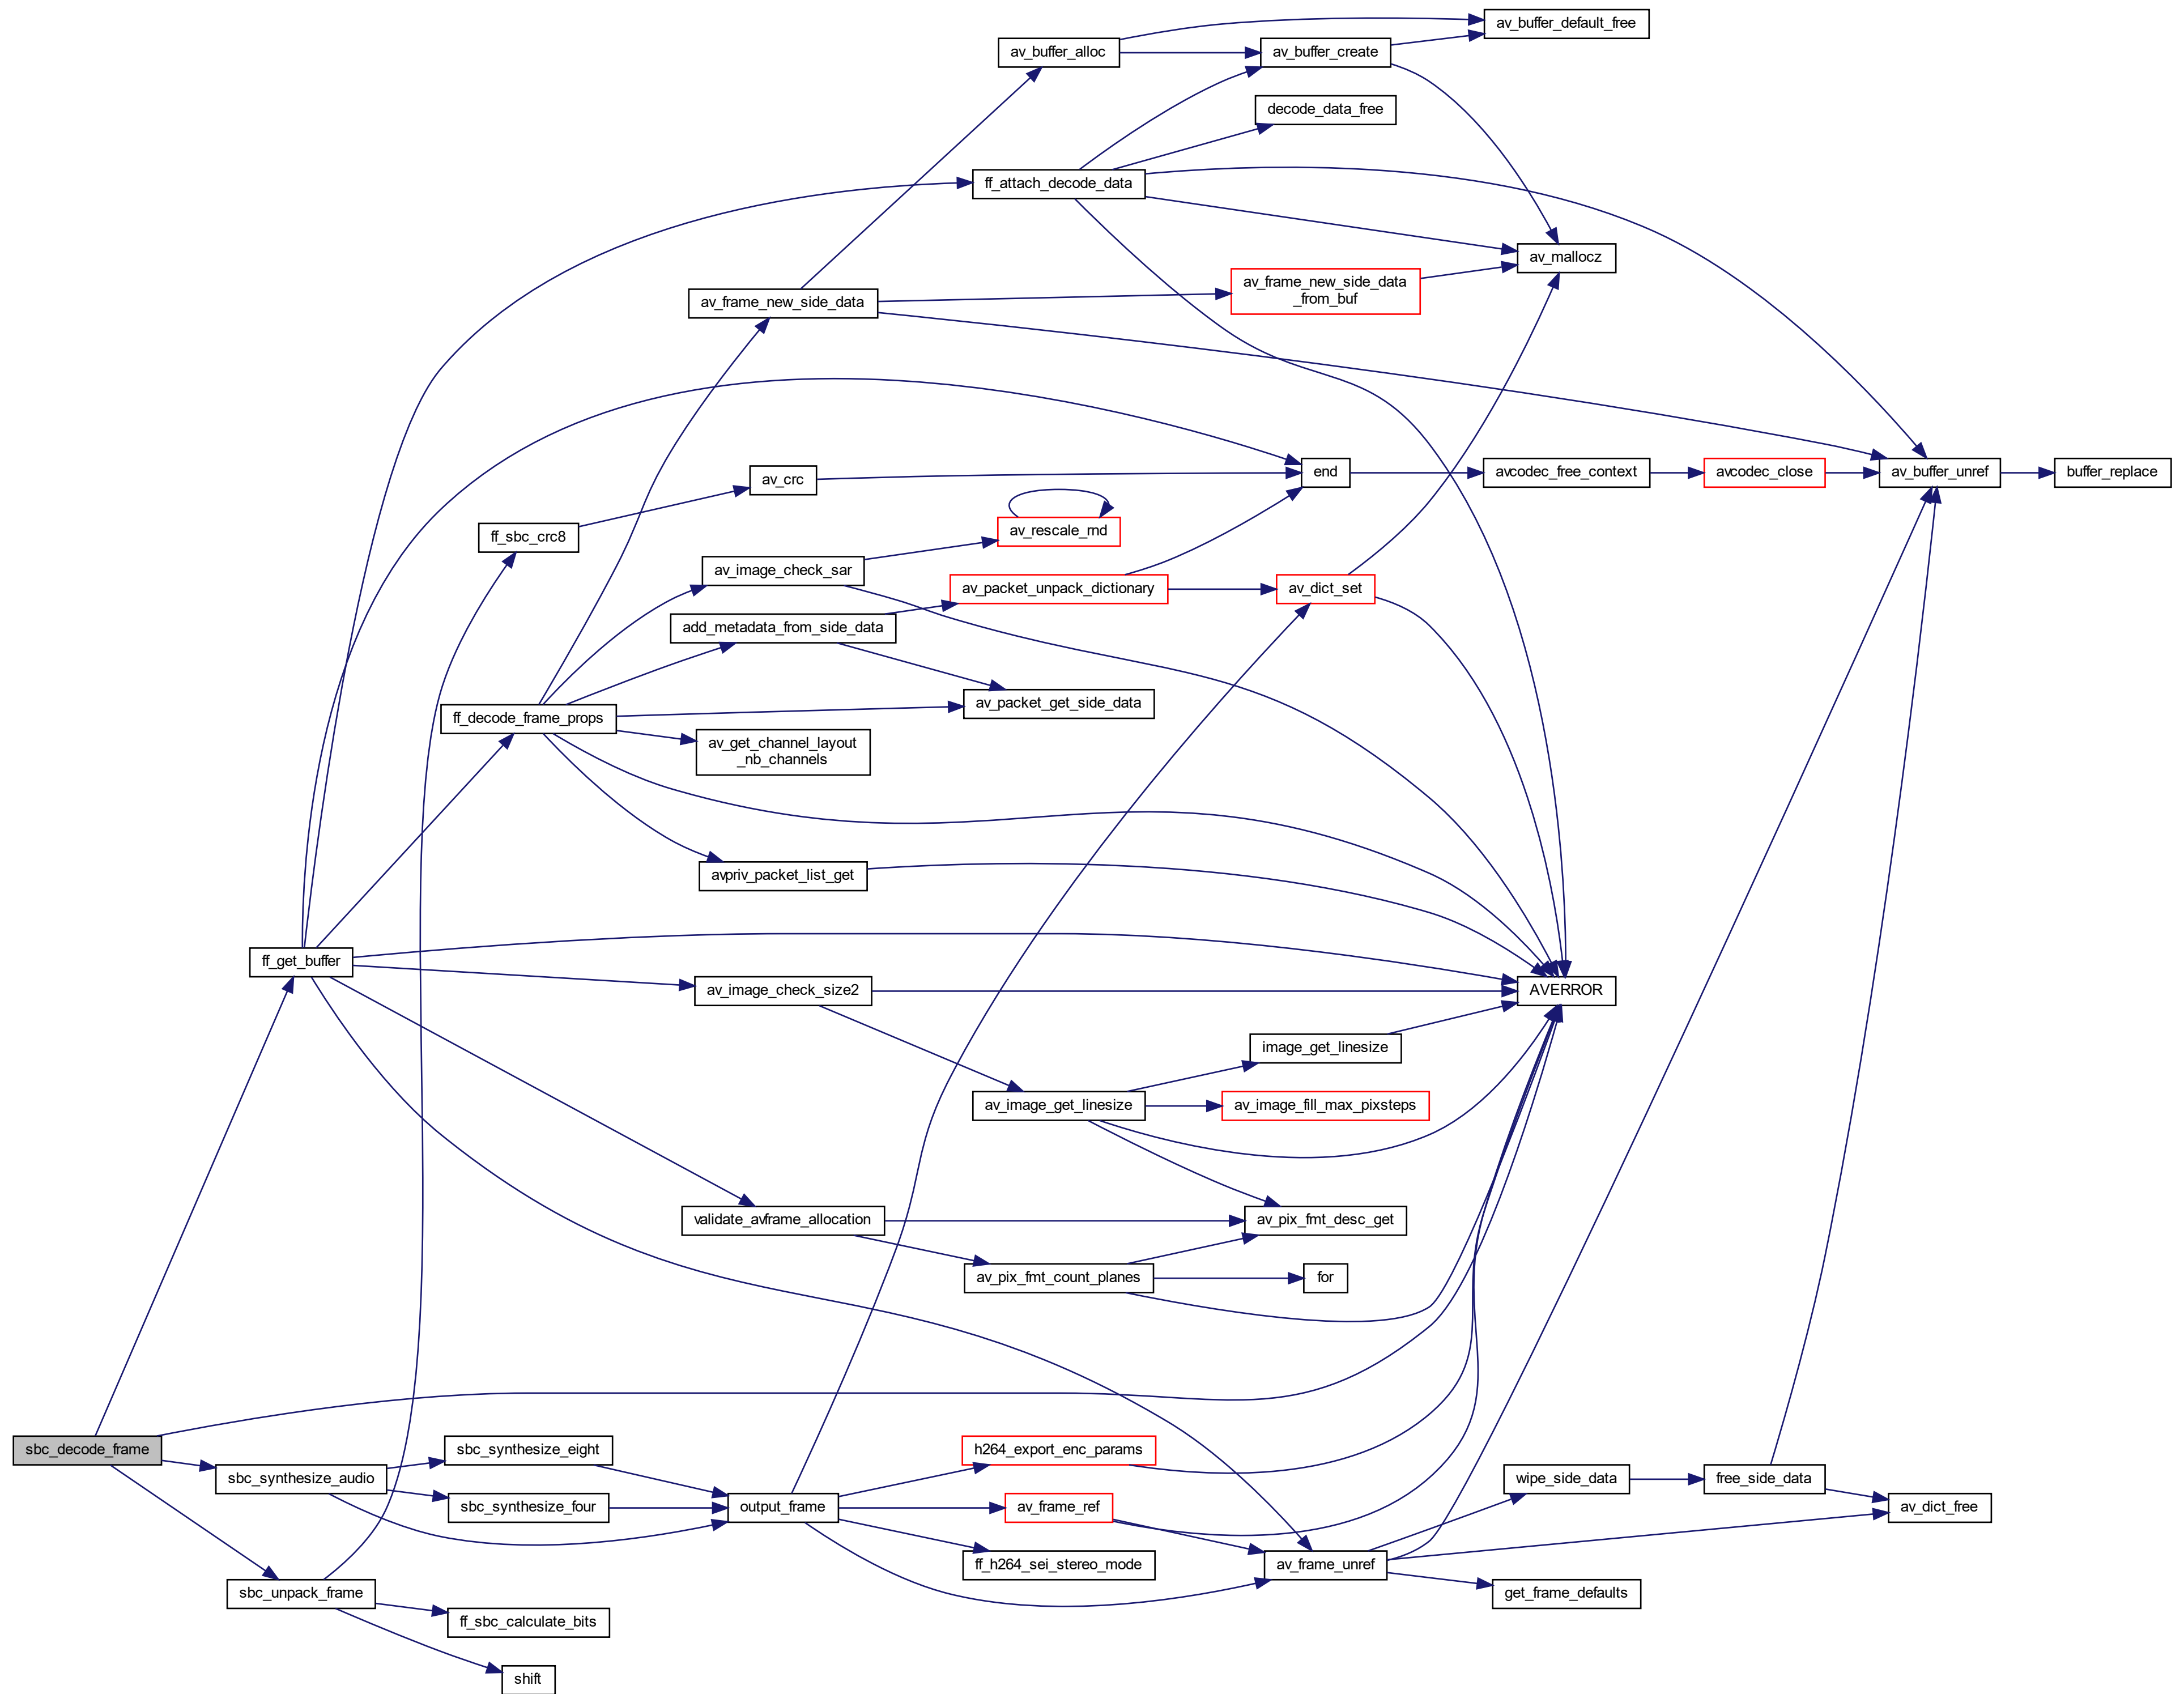 av_buffer_default_free
av_buffer_alloc
av_buffer_create
decode_data_free
ff_attach_decode_data
av_mallocz
av_frame_new_side_data
_from_buf
av_frame_new_side_data
av_crc
end
avcodec_free_context
avcodec_close
av_buffer_unref
buffer_replace
ff_sbc_crc8
av_rescale_rnd
av_image_check_sar
av_packet_unpack_dictionary
av_dict_set
add_metadata_from_side_data
av_packet_get_side_data
ff_decode_frame_props
av_get_channel_layout
_nb_channels
avpriv_packet_list_get
ff_get_buffer
av_image_check_size2
AVERROR
image_get_linesize
av_image_get_linesize
av_image_fill_max_pixsteps
validate_avframe_allocation
av_pix_fmt_desc_get
av_pix_fmt_count_planes
for
sbc_decode_frame
sbc_synthesize_eight
h264_export_enc_params
sbc_synthesize_audio
wipe_side_data
free_side_data
sbc_synthesize_four
output_frame
av_frame_ref
av_dict_free
ff_h264_sei_stereo_mode
av_frame_unref
sbc_unpack_frame
get_frame_defaults
ff_sbc_calculate_bits
shift